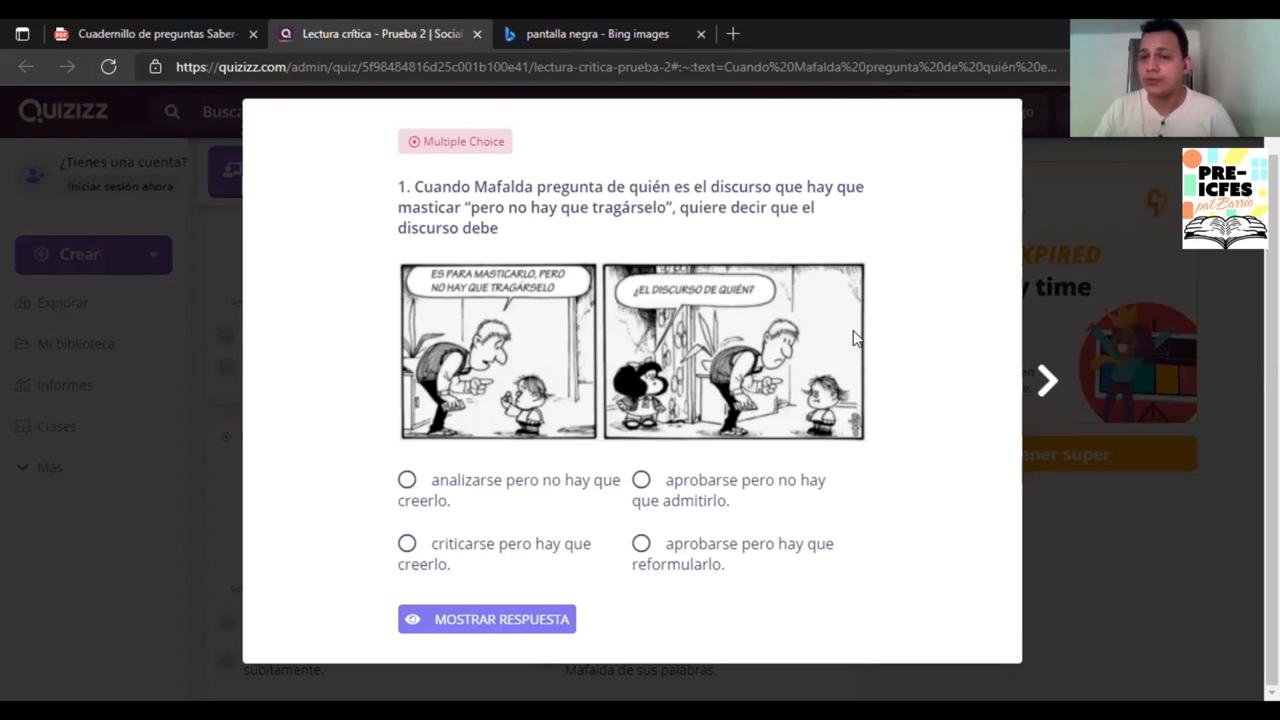 Cuadernillo de preguntas Saber-
Lectura crítica - Prueba 2 | Social
pantalla negra - Bing images
https://quizizz.com/admin/quiz/5f98484816d25c001b100e41/lectura-critica-prueba-2#:~:text=Cuando%20Mafalda%20pregunta%20de%20quién%20e...
QUIZIZZ
Busca
go
¿Tienes una cuenta?
Iniciar sesión ahora
PRE-
ICFES
pal Barrio
Crear
Explorar
Mi biblioteca
Informes
Clases
Más
Multiple Choice
1. Cuando Mafalda pregunta de quién es el discurso que hay que
masticar “pero no hay que tragárselo”, quiere decir que el
discurso debe
ES PARA MASTICARLO, PERO
NO HAY QUE TRAGÁRSELO
¿EL DISCURSO DE QUIÉN?
analizarse pero no hay que
creerlo.
aprobarse pero no hay
que admitirlo.
criticarse pero hay que
creerlo.
aprobarse pero hay que
reformularlo.
MOSTRAR RESPUESTA
XPIRED
y time
ener super
súbitamente.
Mafalda de sus palabras.